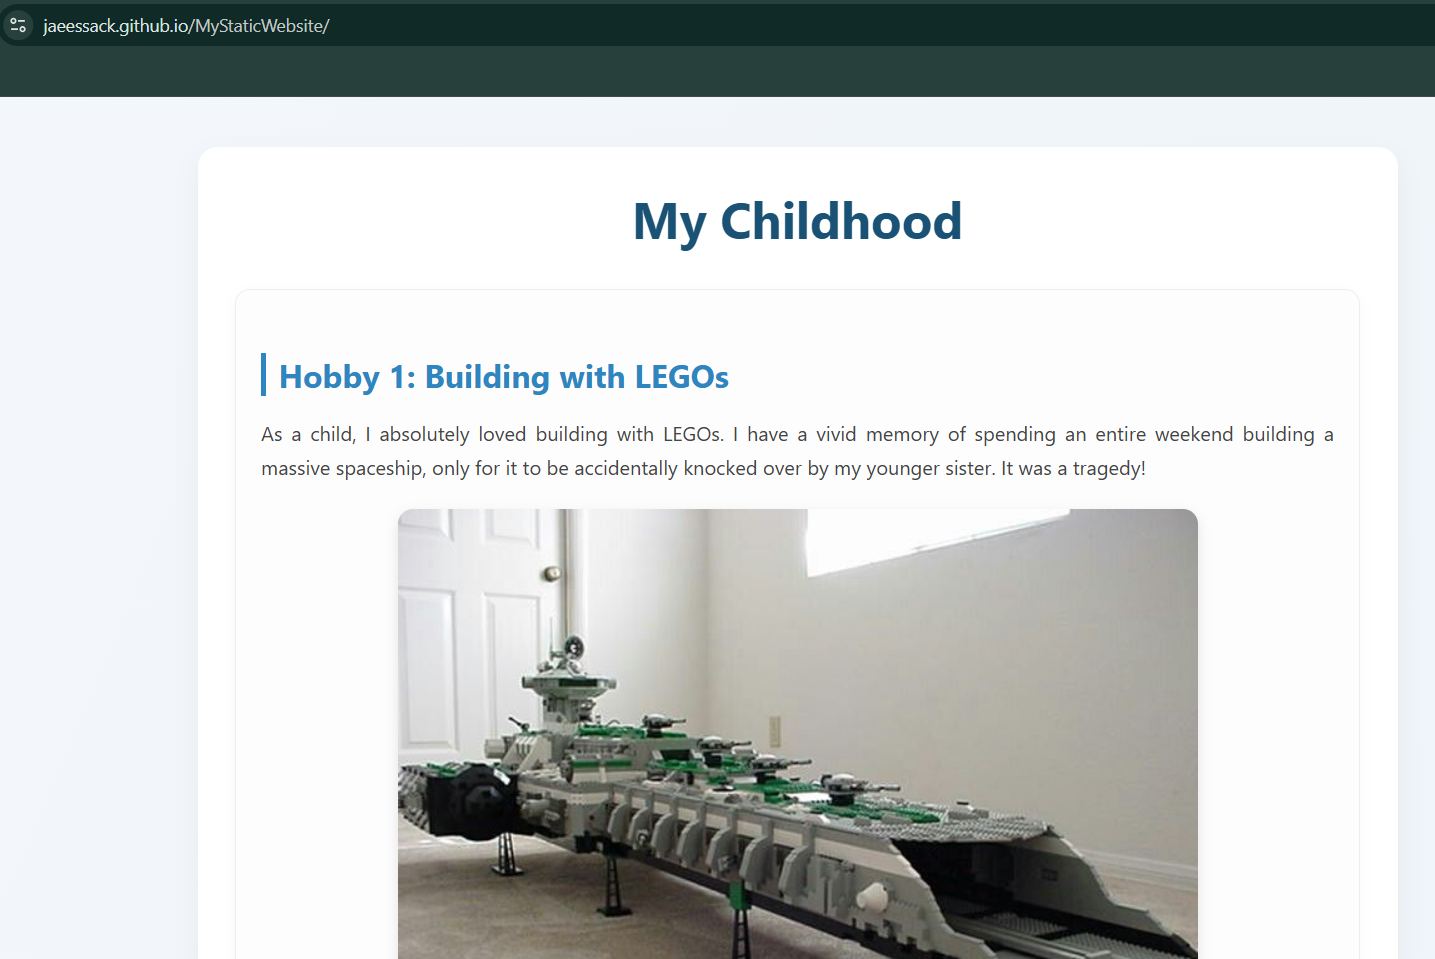 jaeessack.github.io/MyStaticWebsite/
My Childhood
Hobby 1: Building with LEGOs
As a child, I absolutely loved building with LEGOs. I have a vivid memory of spending an entire weekend building a
massive spaceship, only for it to be accidentally knocked over by my younger sister. It was a tragedy!